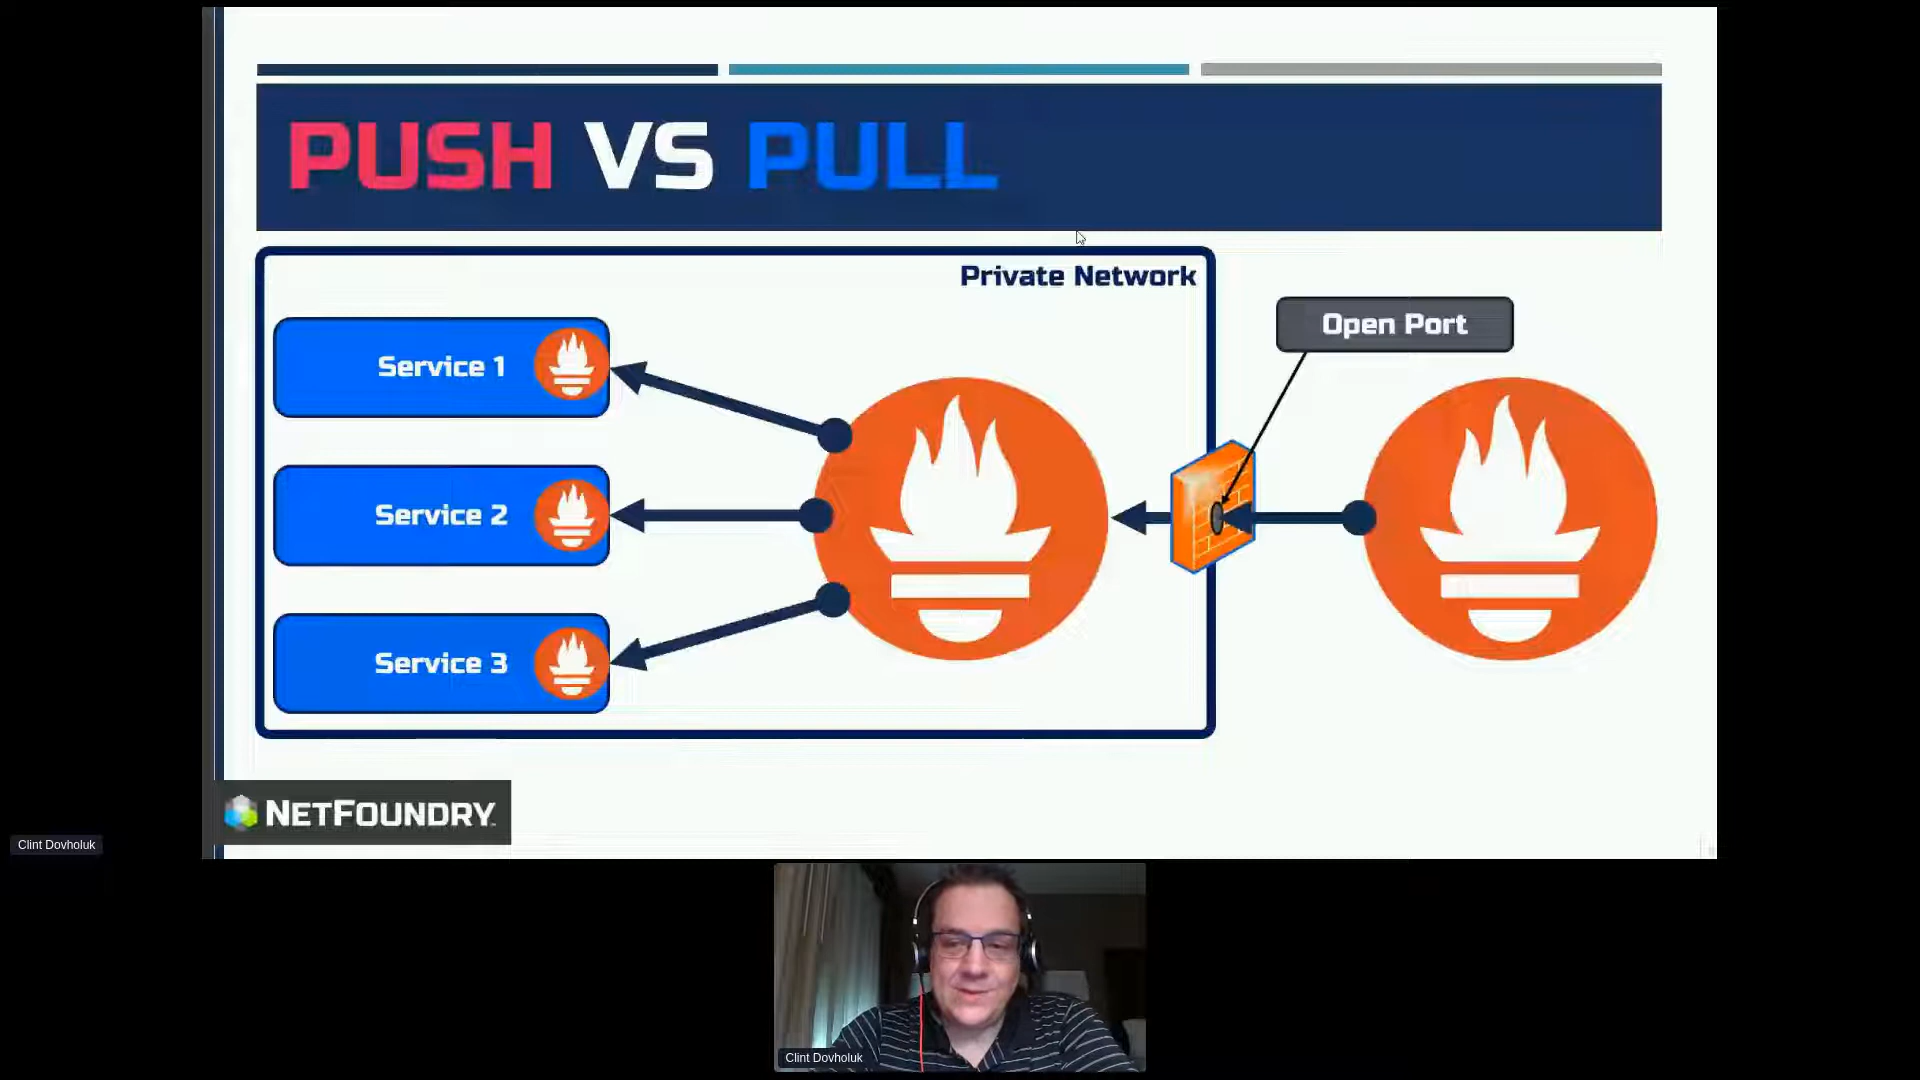 PUSH VS PULL
Private Network
Open Port
Service 1
Service 2
Service 3
NETFOUNDRY
Clint Dovholuk
Clint Dovholuk